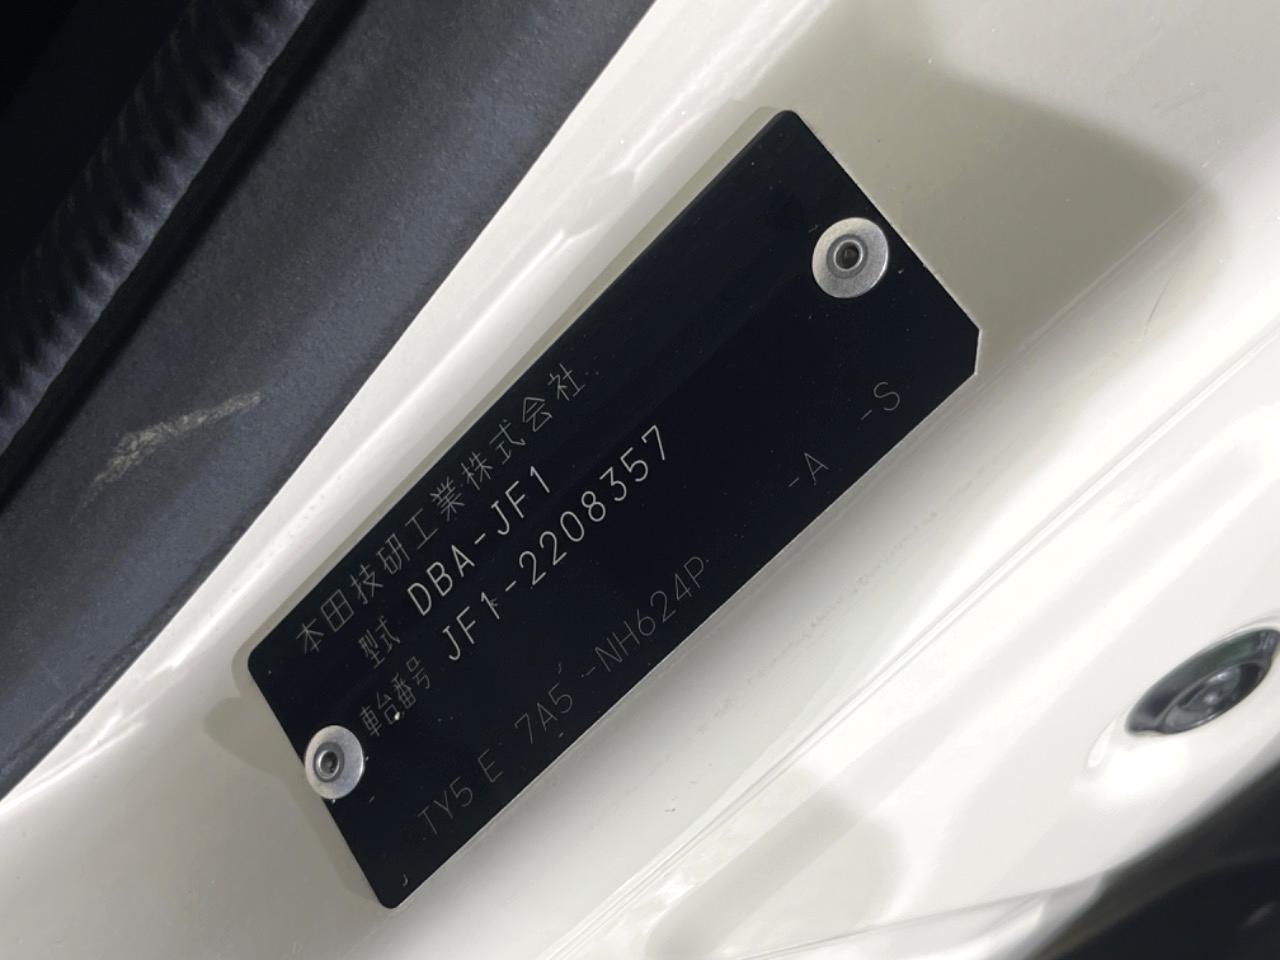 本田技研工業株式会社
型式 DBA-JF1
車台番号 JF1-2208357
TY5 E 7A5 -NH624P -A -S